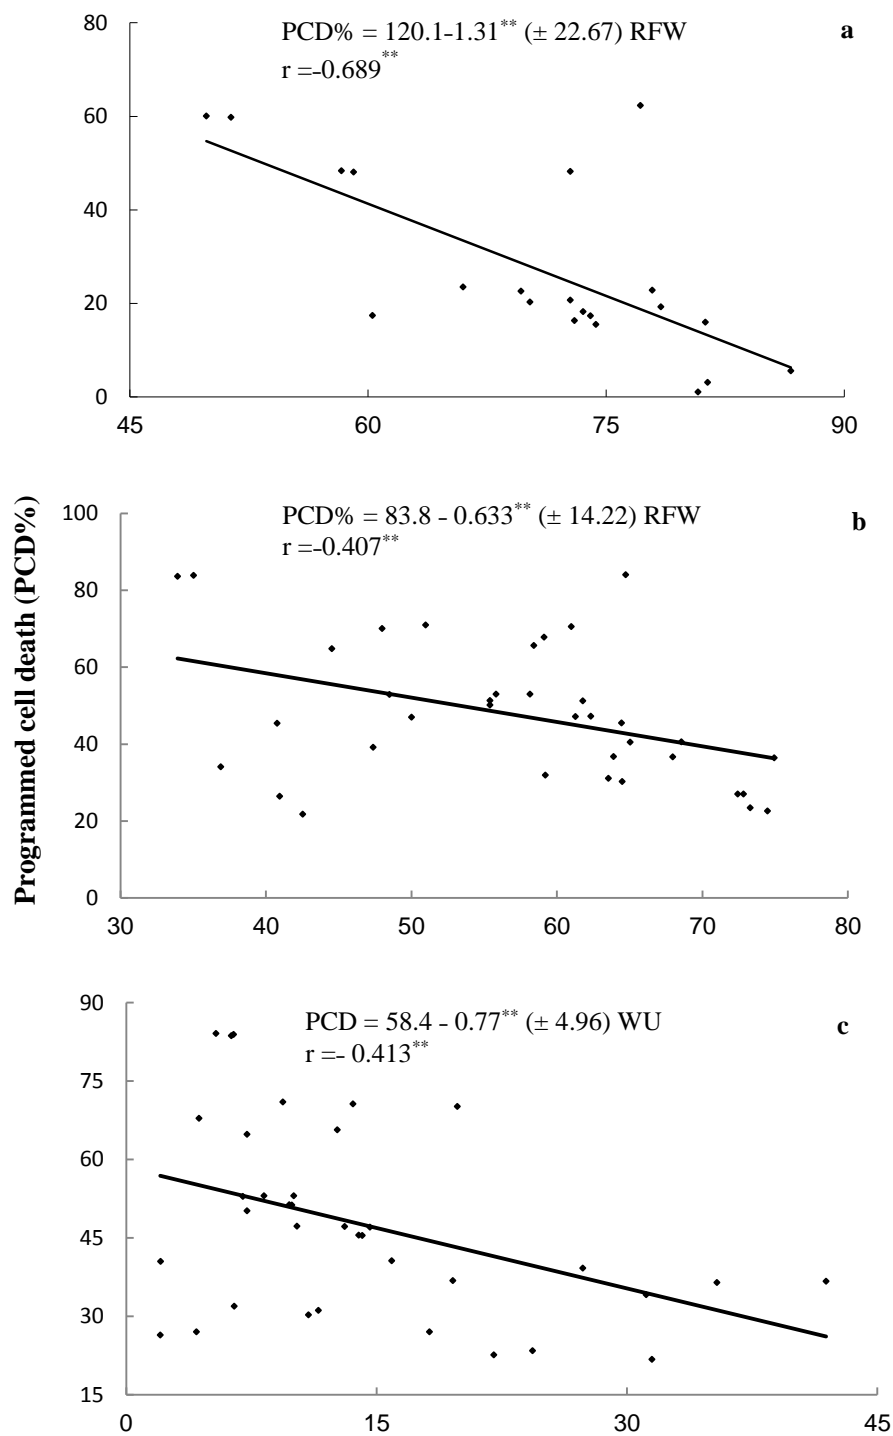 PCD% = 120.1-1.31** (± 22.67) RFW
r =-0.689**
a
80
60
40
20
0
45 60 75 90
Programmed cell death (PCD%)
PCD% = 83.8 - 0.633** (± 14.22) RFW
r =-0.407**
b
100
80
60
40
20
0
30 40 50 60 70 80
PCD = 58.4 - 0.77** (± 4.96) WU
r =- 0.413**
c
90
75
60
45
30
15
0 15 30 45